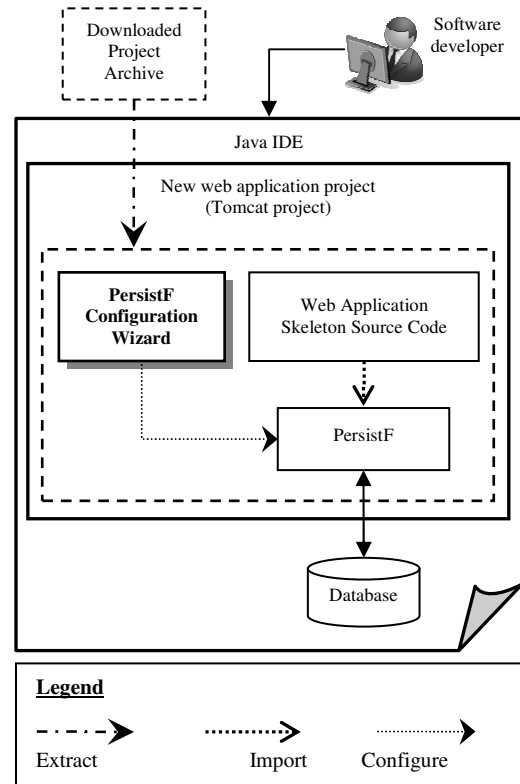 Downloaded
Project
Archive
Software
developer
Java IDE
New web application project
(Tomcat project)
PersistF
Configuration
Wizard
Web Application
Skeleton Source Code
PersistF
Database
Legend
Extract
Import
Configure